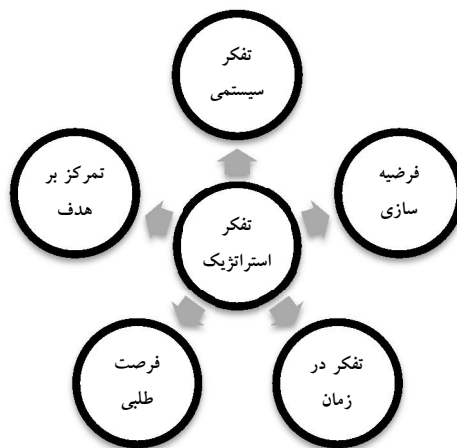 تفکر
سیستمی
فرضیه
سازی
تمرکز بر
هدف
تفکر
استراتژیک
تفکر در
زمان
فرصت
طلبی